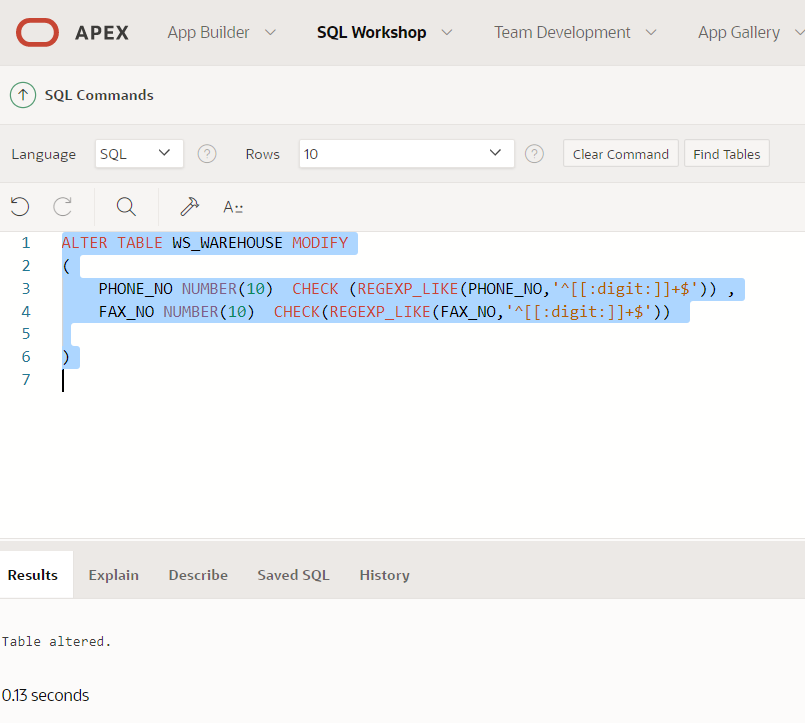 APEX App Builder SQL Workshop Team Development App Gallery
SQL Commands
Language SQL ? Rows 10 ? Clear Command Find Tables
A::
1 ALTER TABLE WS_WAREHOUSE MODIFY
2 (
3 PHONE_NO NUMBER(10)  CHECK (REGEXP_LIKE(PHONE_NO,'^[[:digit:]]+$')) ,
4 FAX_NO NUMBER(10)  CHECK(REGEXP_LIKE(FAX_NO,'^[[:digit:]]+$'))
5
6 )
7
Results Explain Describe Saved SQL History
Table altered.
0.13 seconds